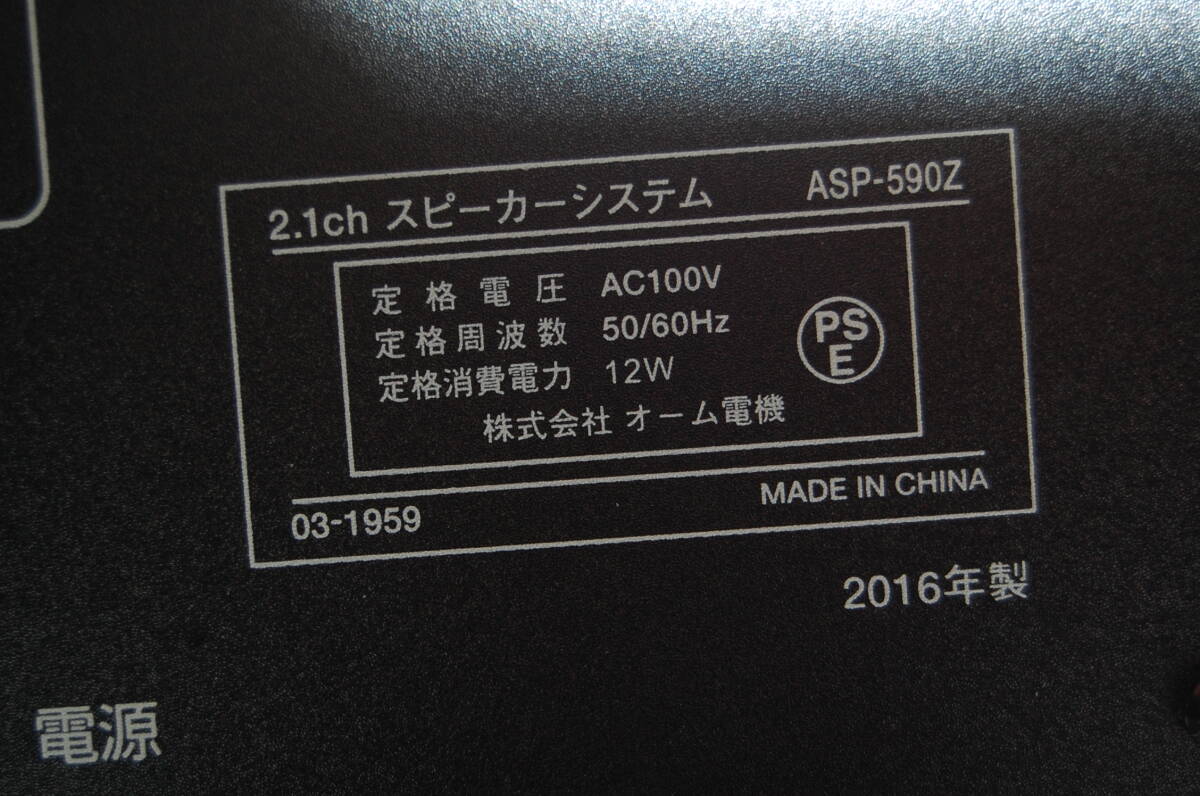 2.1ch スピーカーシステム ASP-590Z
定格電圧 AC100V
定格周波数 50/60Hz
定格消費電力 12W
PS
E
株式会社 オーム電機
MADE IN CHINA
03-1959
2016年製
電源